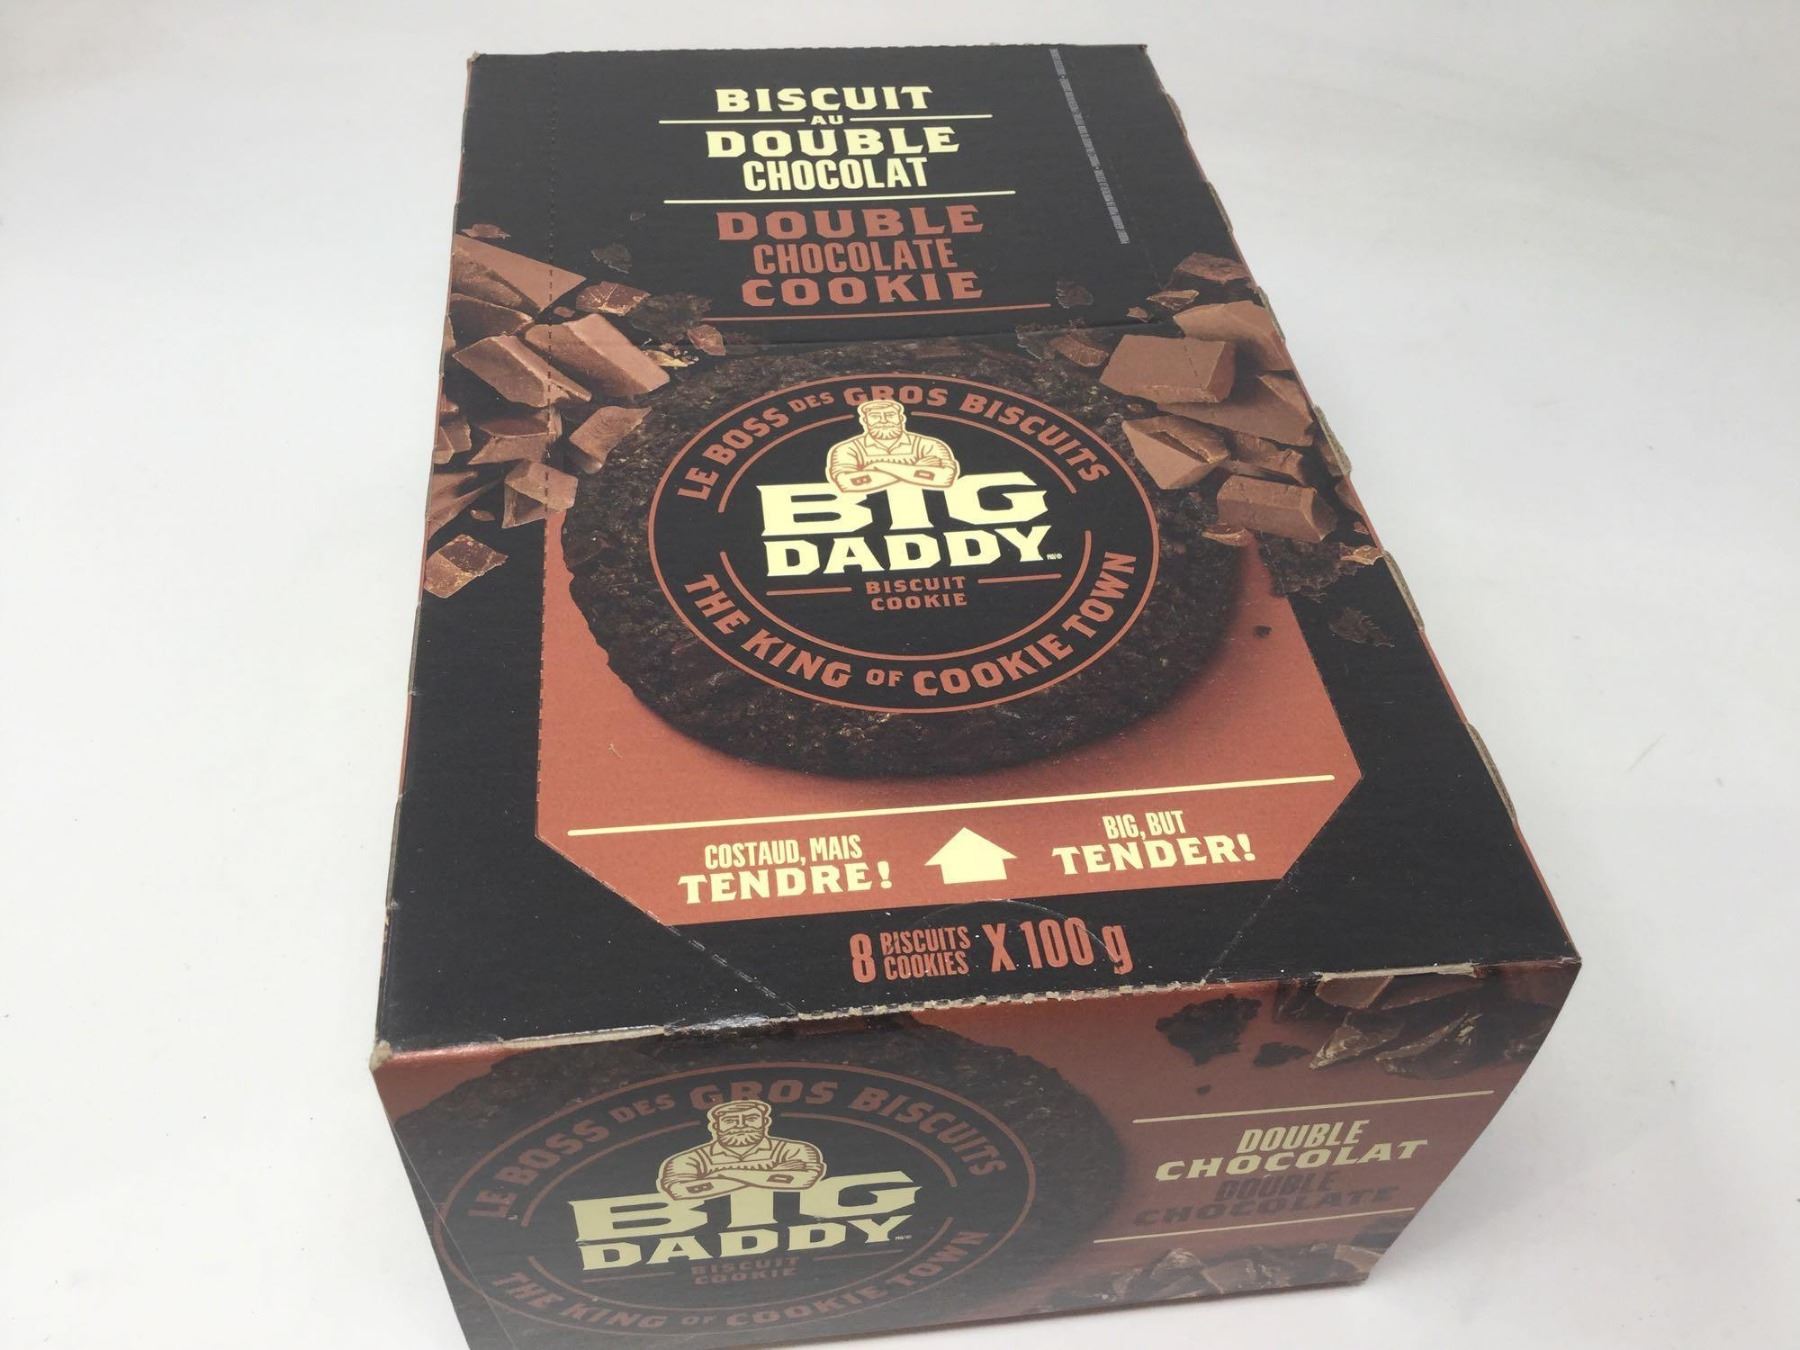 BISCUIT
AU
DOUBLE
CHOCOLAT
DOUBLE
CHOCOLATE
COOKIE
LE BOSS DES GROS BISCUITS
BIG
DADDY
BISCUIT
COOKIE
THE KING OF COOKIE TOWN
COSTAUD, MAIS
TENDRE!
BIG, BUT
TENDER!
8 BISCUITS COOKIES X 100 g
LE BOSS DES GROS BISCUITS
BIG
DADDY
BISCUIT
COOKIE
THE KING OF COOKIE TOWN
DOUBLE
CHOCOLAT
DOUBLE
CHOCOLATE